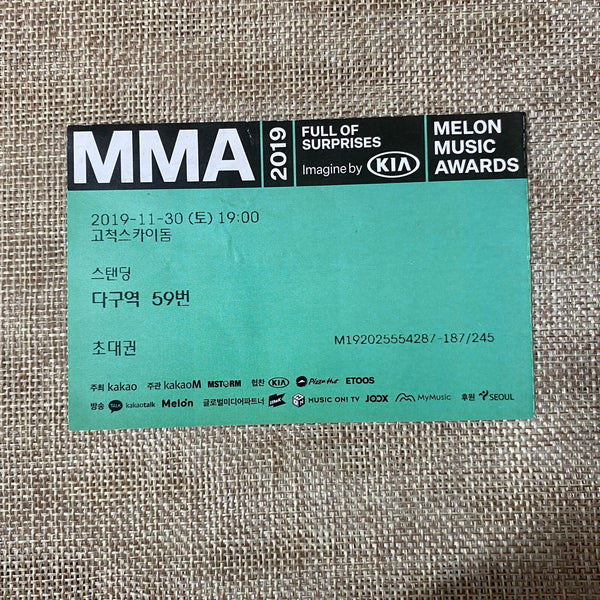 MMA
2019
FULL OF
SURPRISES
Imagine by KIA
MELON
MUSIC
AWARDS
2019-11-30 (토) 19:00
고척스카이돔
스탠딩
다구역 59번
초대권
M192025554287-187/245
주최 kakao 주관 kakaoM MSTORM 협찬 KIA Pizza Hut ETOOS
방송 kakaotalk Melon 글로벌미디어파트너 MUSIC ON! TV JOOX MyMusic 후원 SEOUL